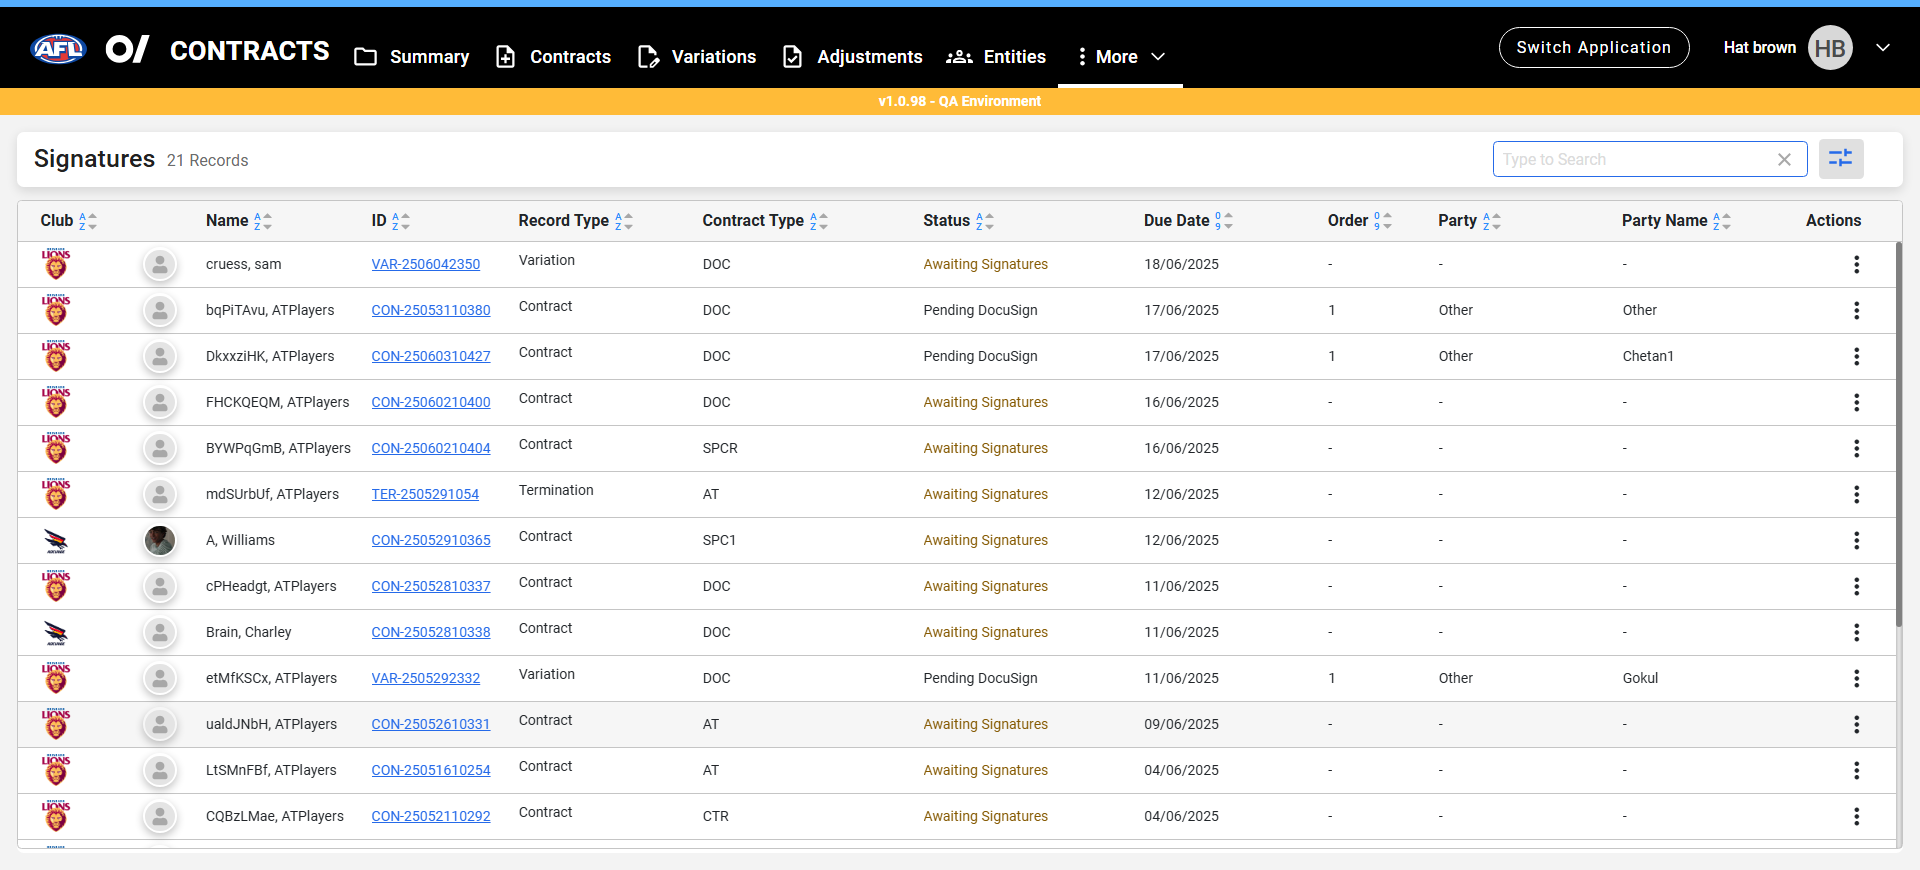 AFL CONTRACTS Summary Contracts Variations Adjustments Entities More Switch Application Hat brown HB
v1.0.98 - QA Environment
Signatures 21 Records Type to Search
Club Name ID Record Type Contract Type Status Due Date Order Party Party Name Actions
LIONS cruess, sam VAR-2506042350 Variation DOC Awaiting Signatures 18/06/2025 - - -
LIONS bqPiTAvu, ATPlayers CON-25053110380 Contract DOC Pending DocuSign 17/06/2025 1 Other Other
LIONS DkxxziHK, ATPlayers CON-25060310427 Contract DOC Pending DocuSign 17/06/2025 1 Other Chetan1
LIONS FHCKQEQM, ATPlayers CON-25060210400 Contract DOC Awaiting Signatures 16/06/2025 - - -
LIONS BYWPqGmB, ATPlayers CON-25060210404 Contract SPCR Awaiting Signatures 16/06/2025 - - -
LIONS mdSUrbUf, ATPlayers TER-2505291054 Termination AT Awaiting Signatures 12/06/2025 - - -
A, Williams CON-25052910365 Contract SPC1 Awaiting Signatures 12/06/2025 - - -
LIONS cPHeadgt, ATPlayers CON-25052810337 Contract DOC Awaiting Signatures 11/06/2025 - - -
Brain, Charley CON-25052810338 Contract DOC Awaiting Signatures 11/06/2025 - - -
LIONS etMfKSCx, ATPlayers VAR-2505292332 Variation DOC Pending DocuSign 11/06/2025 1 Other Gokul
LIONS ualdJNbH, ATPlayers CON-25052610331 Contract AT Awaiting Signatures 09/06/2025 - - -
LIONS LtSMnFBf, ATPlayers CON-25051610254 Contract AT Awaiting Signatures 04/06/2025 - - -
LIONS CQBzLMae, ATPlayers CON-25052110292 Contract CTR Awaiting Signatures 04/06/2025 - - -